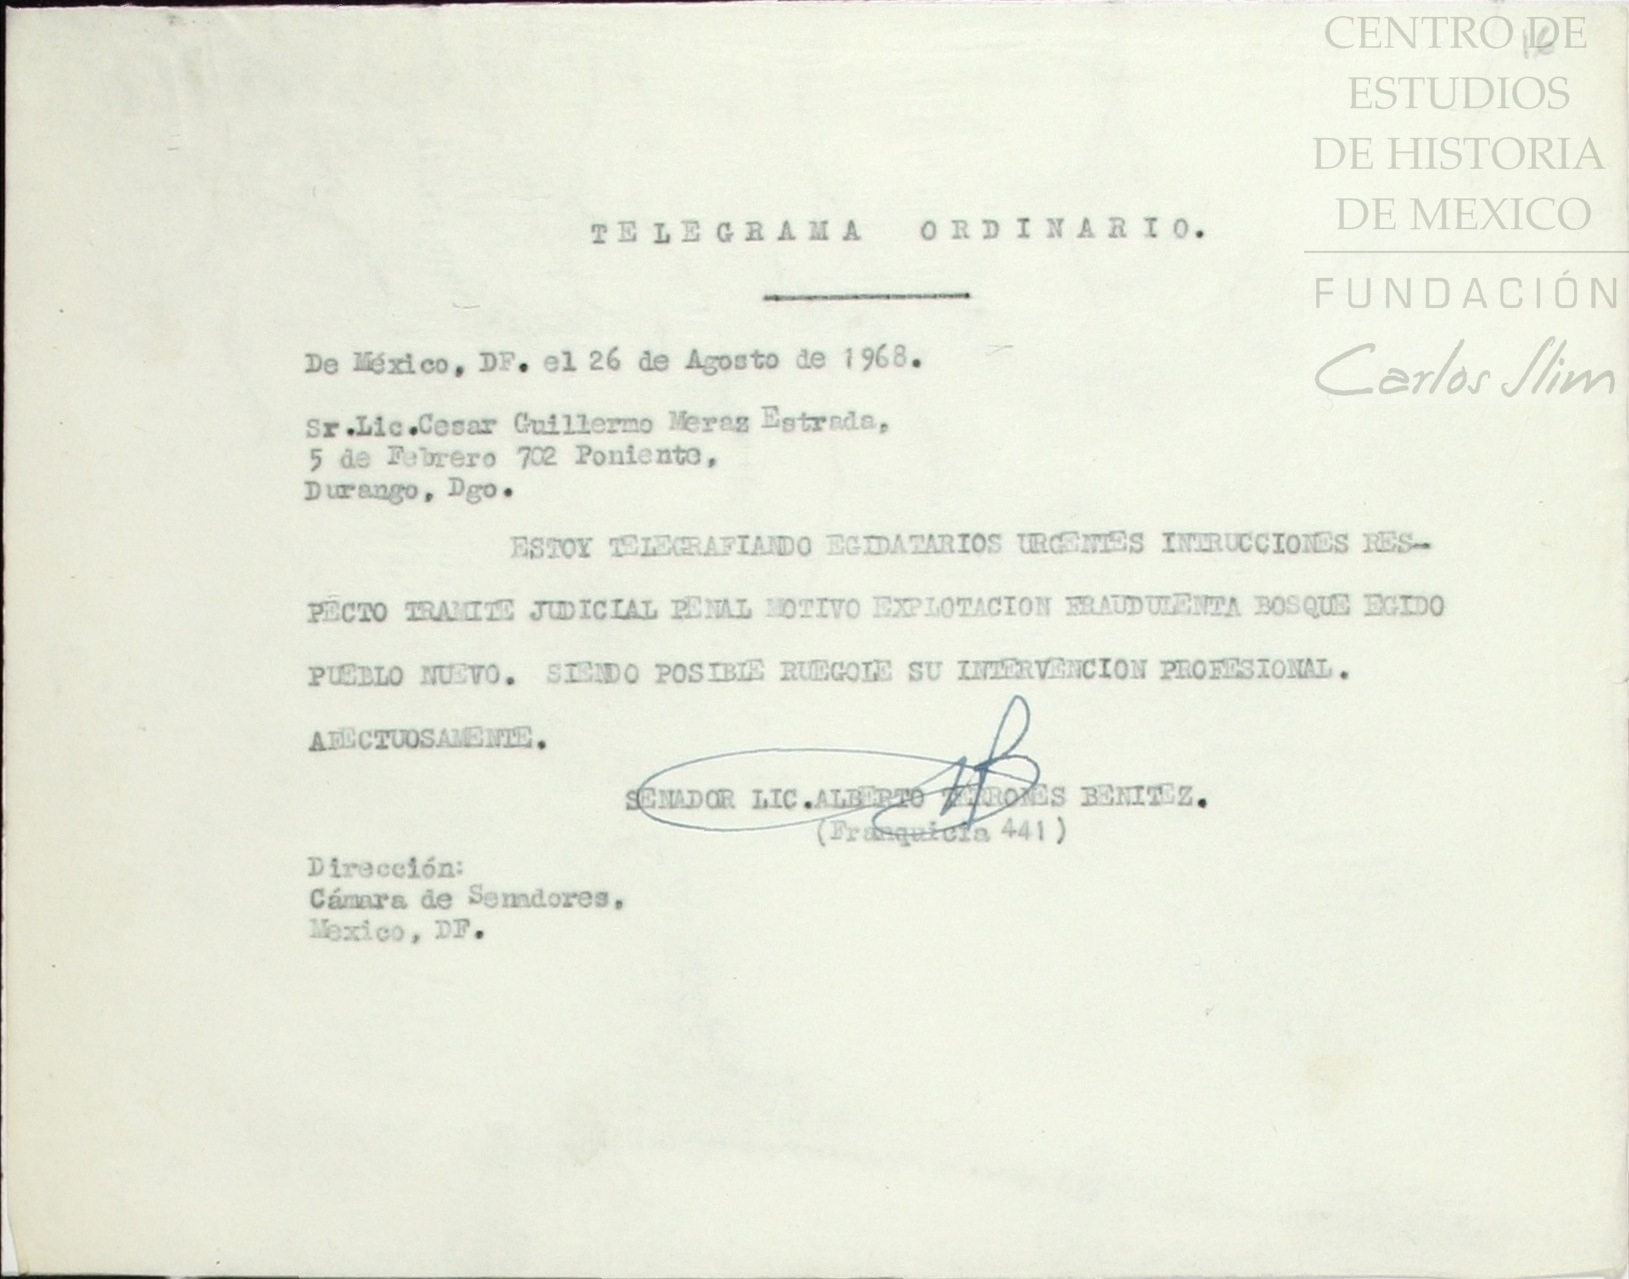 CENTRO DE
ESTUDIOS
DE HISTORIA
DE MEXICO
FUNDACIÓN
Carlos Slim
TELEGRAMA ORDINARIO.
De México, DF. el 26 de Agosto de 1968.
Sr.Lic.Cesar Guillermo Meraz Estrada,
5 de Febrero 702 Poniente,
Durango, Dgo.
ESTOY TELEGRAFIANDO EGIDATARIOS URGENTES INTRUCCIONES RES-
PECTO TRAMITE JUDICIAL PENAL MOTIVO EXPLOTACION FRAUDULENTA BOSQUE EGIDO
PUEBLO NUEVO. SIENDO POSIBLE RUEGOLE SU INTERVENCION PROFESIONAL.
AFECTUOSAMENTE.
SENADOR LIC.ALBERTO TERRONES BENITEZ.
(Franquicia 441)
Dirección:
Cámara de Senadores,
Mexico, DF.